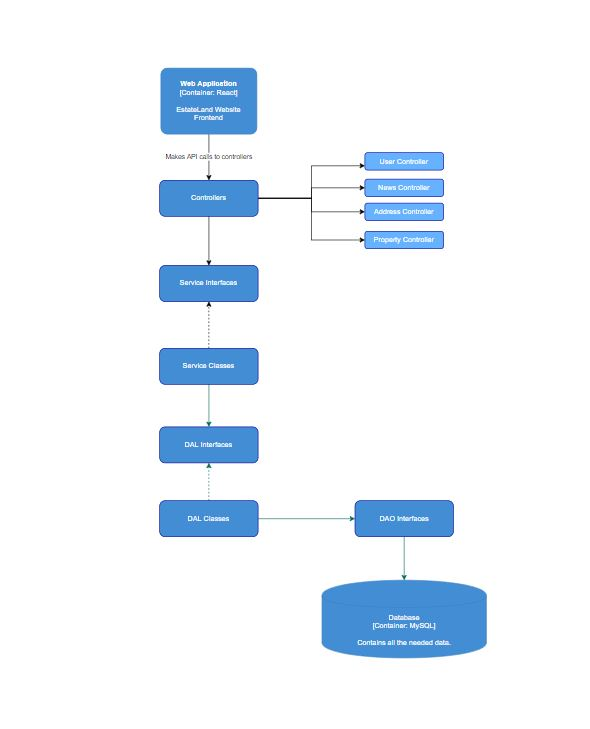 Web Application
[Container: React]
EstateLand Website
Frontend
Makes API calls to controllers
Controllers
User Controller
News Controller
Address Controller
Property Controller
Service Interfaces
Service Classes
DAL Interfaces
DAL Classes
DAO Interfaces
Database
[Container: MySQL]
Contains all the needed data.